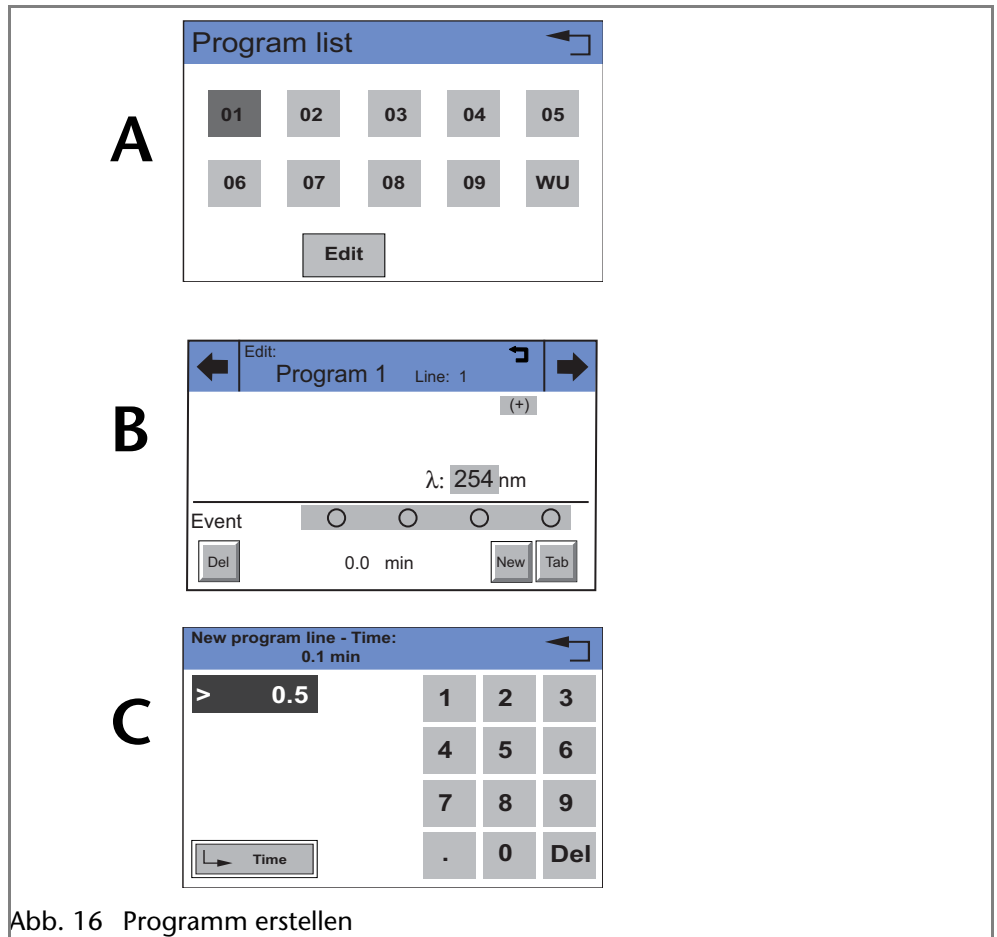 A
Program list
01 02 03 04 05
06 07 08 09 WU
Edit
B
Edit:
Program 1 Line: 1
(+)
λ: 254 nm
Event
Del 0.0 min New Tab
C
New program line - Time:
0.1 min
> 0.5
1 2 3
4 5 6
7 8 9
Time
. 0 Del
Abb. 16 Programm erstellen